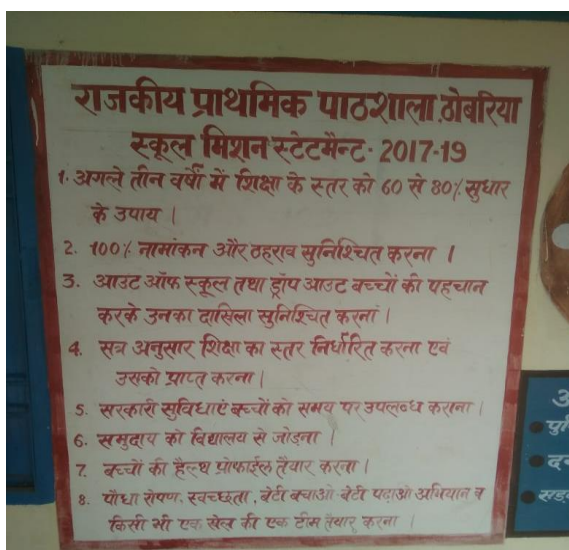 राजकीय प्राथमिक पाठशाला ठोबरिया
स्कूल मिशन स्टेटमैन्ट- 2017-19
1. अगले तीन वर्षों में शिक्षा के स्तर को 60 से 80% सुधार
के उपाय ।
2. 100% नामांकन और ठहराव सुनिश्चित करना ।
3. आउट ऑफ स्कूल तथा ड्रॉप आउट बच्चों की पहचान
करके उनका दाखिला सुनिश्चित करना ।
4. सत्र अनुसार शिक्षा का स्तर निर्धारित करना एवं
उसको प्राप्त करना ।
5. सरकारी सुविधाएं बच्चों को समय पर उपलब्ध कराना ।
6. समुदाय को विद्यालय से जोड़ना ।
7. बच्चों की हैल्थ प्रोफाईल तैयार करना ।
8. पौधा रोपण, स्वच्छता, बेटी बचाओ बेटी पढ़ाओ अभियान व
किसी भी एक खेल की एक टीम तैयार करना ।